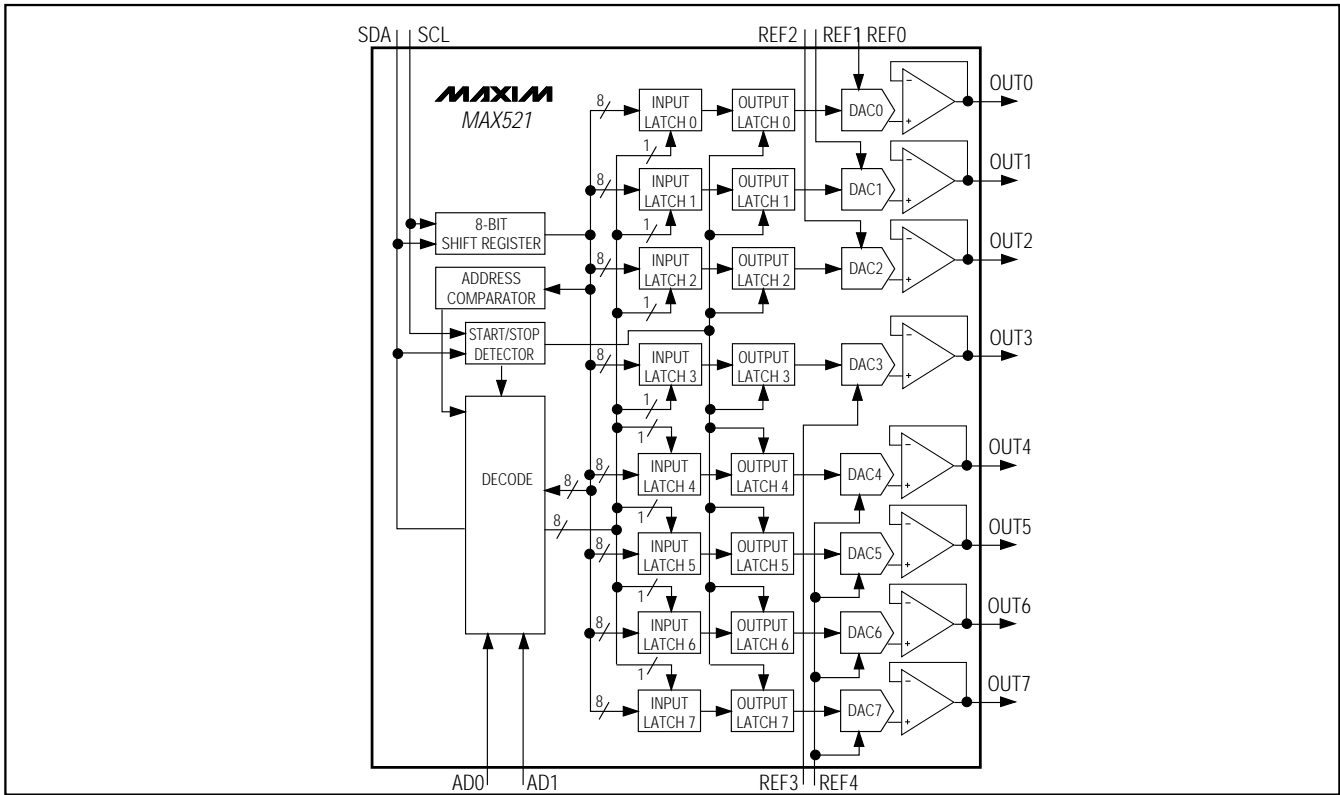 SDA SCL REF2 REF1 REF0
MAXIM
MAX521
8 INPUT LATCH 0 OUTPUT LATCH 0 DAC0 - + OUT0
1
8 INPUT LATCH 1 OUTPUT LATCH 1 DAC1 - + OUT1
1
8-BIT
SHIFT REGISTER
8 INPUT LATCH 2 OUTPUT LATCH 2 DAC2 - + OUT2
1
ADDRESS
COMPARATOR
START/STOP
DETECTOR
8 INPUT LATCH 3 OUTPUT LATCH 3 DAC3 - + OUT3
1
1
DECODE
8
8
8 INPUT LATCH 4 OUTPUT LATCH 4 DAC4 - + OUT4
1
8 INPUT LATCH 5 OUTPUT LATCH 5 DAC5 - + OUT5
1
8 INPUT LATCH 6 OUTPUT LATCH 6 DAC6 - + OUT6
1
8 INPUT LATCH 7 OUTPUT LATCH 7 DAC7 - + OUT7
AD0 AD1 REF3 REF4